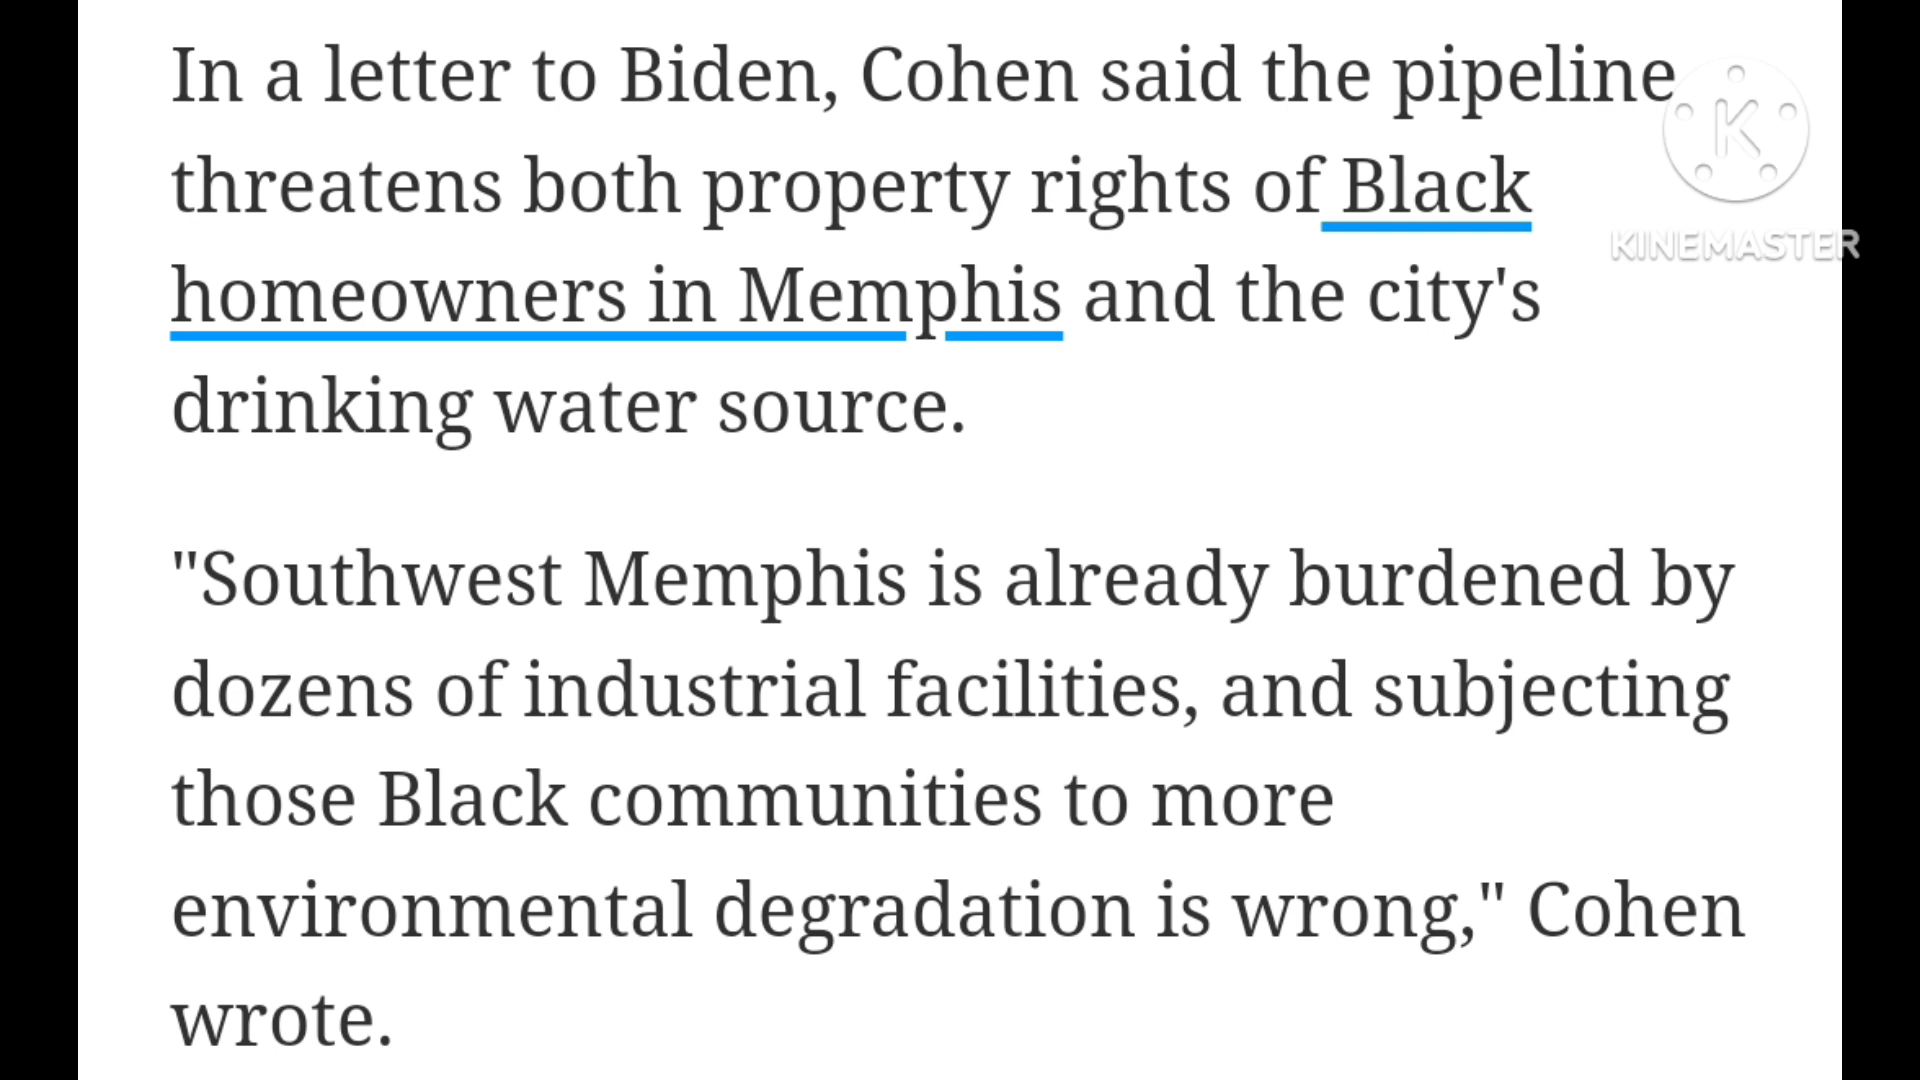 In a letter to Biden, Cohen said the pipeline
threatens both property rights of Black
homeowners in Memphis and the city's
drinking water source.
"Southwest Memphis is already burdened by
dozens of industrial facilities, and subjecting
those Black communities to more
environmental degradation is wrong," Cohen
wrote.
K
KINEMASTER